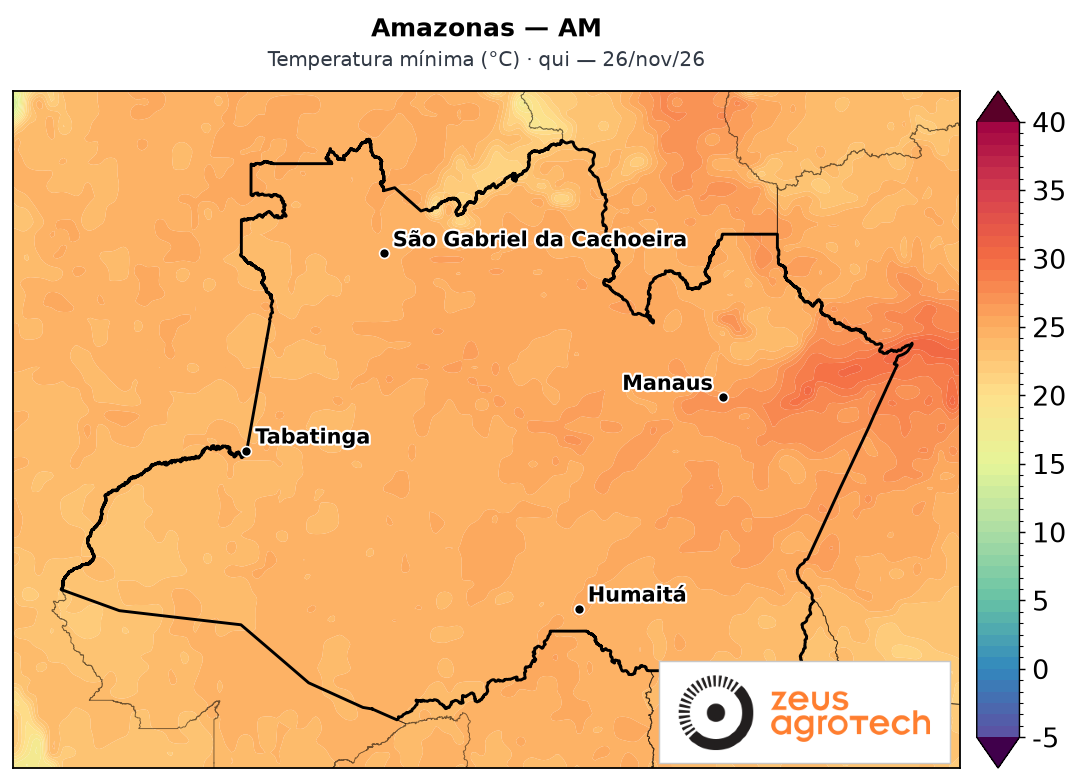 Amazonas — AM
Temperatura mínima (°C) · qui — 26/nov/26
São Gabriel da Cachoeira
Manaus
Tabatinga
Humaitá
40
35
30
25
20
15
10
5
0
-5
zeus
agrotech